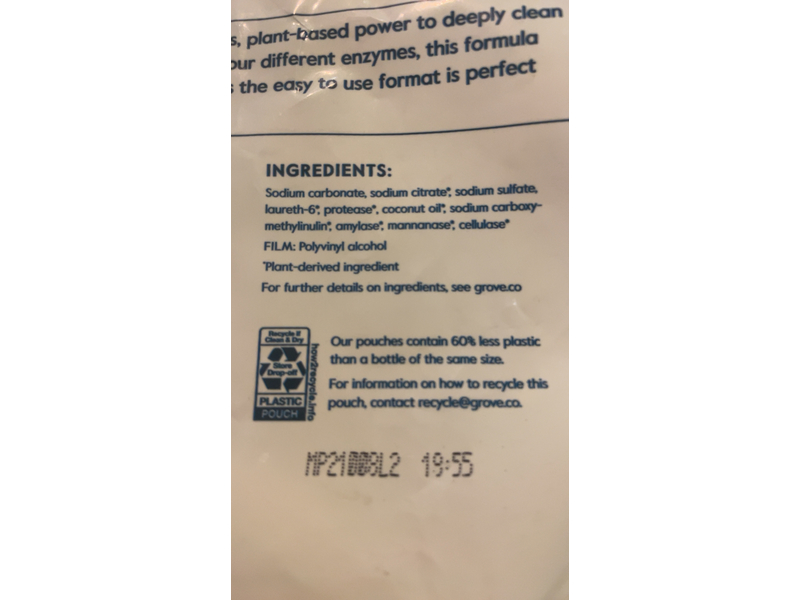 s, plant-based power to deeply clean
our different enzymes, this formula
s the easy to use format is perfect
INGREDIENTS:
Sodium carbonate, sodium citrate*, sodium sulfate,
laureth-6*, protease*, coconut oil*, sodium carboxy-
methylinulin*, amylase*, mannanase*, cellulase*
FILM: Polyvinyl alcohol
*Plant-derived ingredient
For further details on ingredients, see grove.co
Recycle if
Clean & Dry
Store
Drop-off
PLASTIC
POUCH
how2recycle.info
Our pouches contain 60% less plastic
than a bottle of the same size.
For information on how to recycle this
pouch, contact recycle@grove.co.
19:55